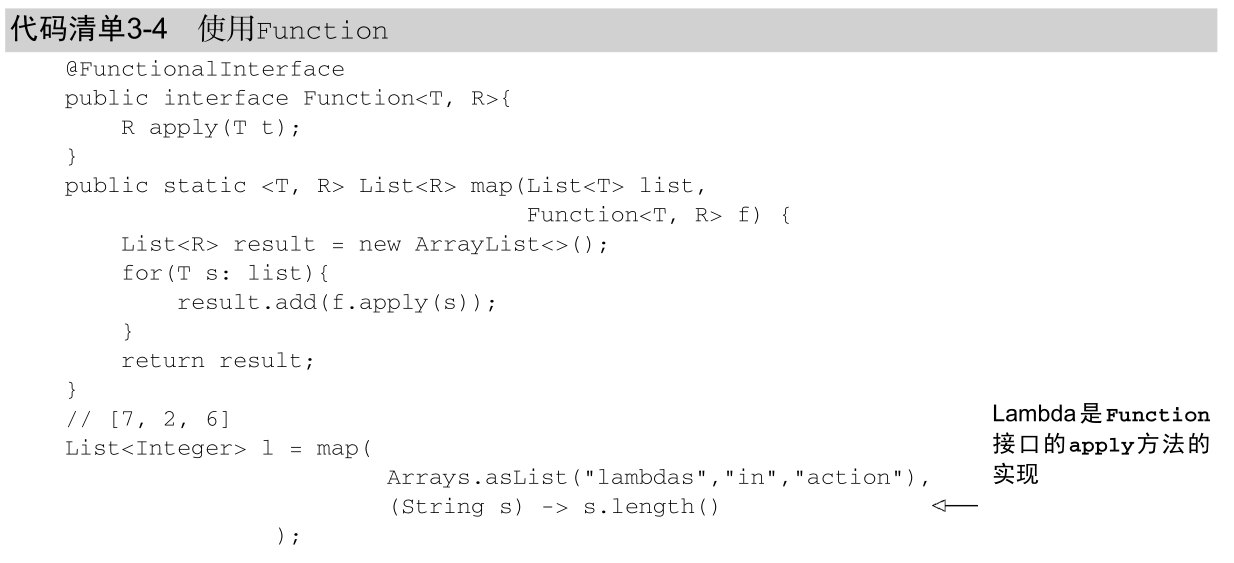 代码清单3-4 使用Function
@FunctionalInterface
public interface Function<T, R>{
    R apply(T t);
}
public static <T, R> List<R> map(List<T> list,
                                 Function<T, R> f) {
    List<R> result = new ArrayList<>();
    for(T s: list){
        result.add(f.apply(s));
    }
    return result;
}
// [7, 2, 6]
List<Integer> l = map(
                       Arrays.asList("lambdas","in","action"),
                       (String s) -> s.length()
               );
Lambda是Function
接口的apply方法的
实现